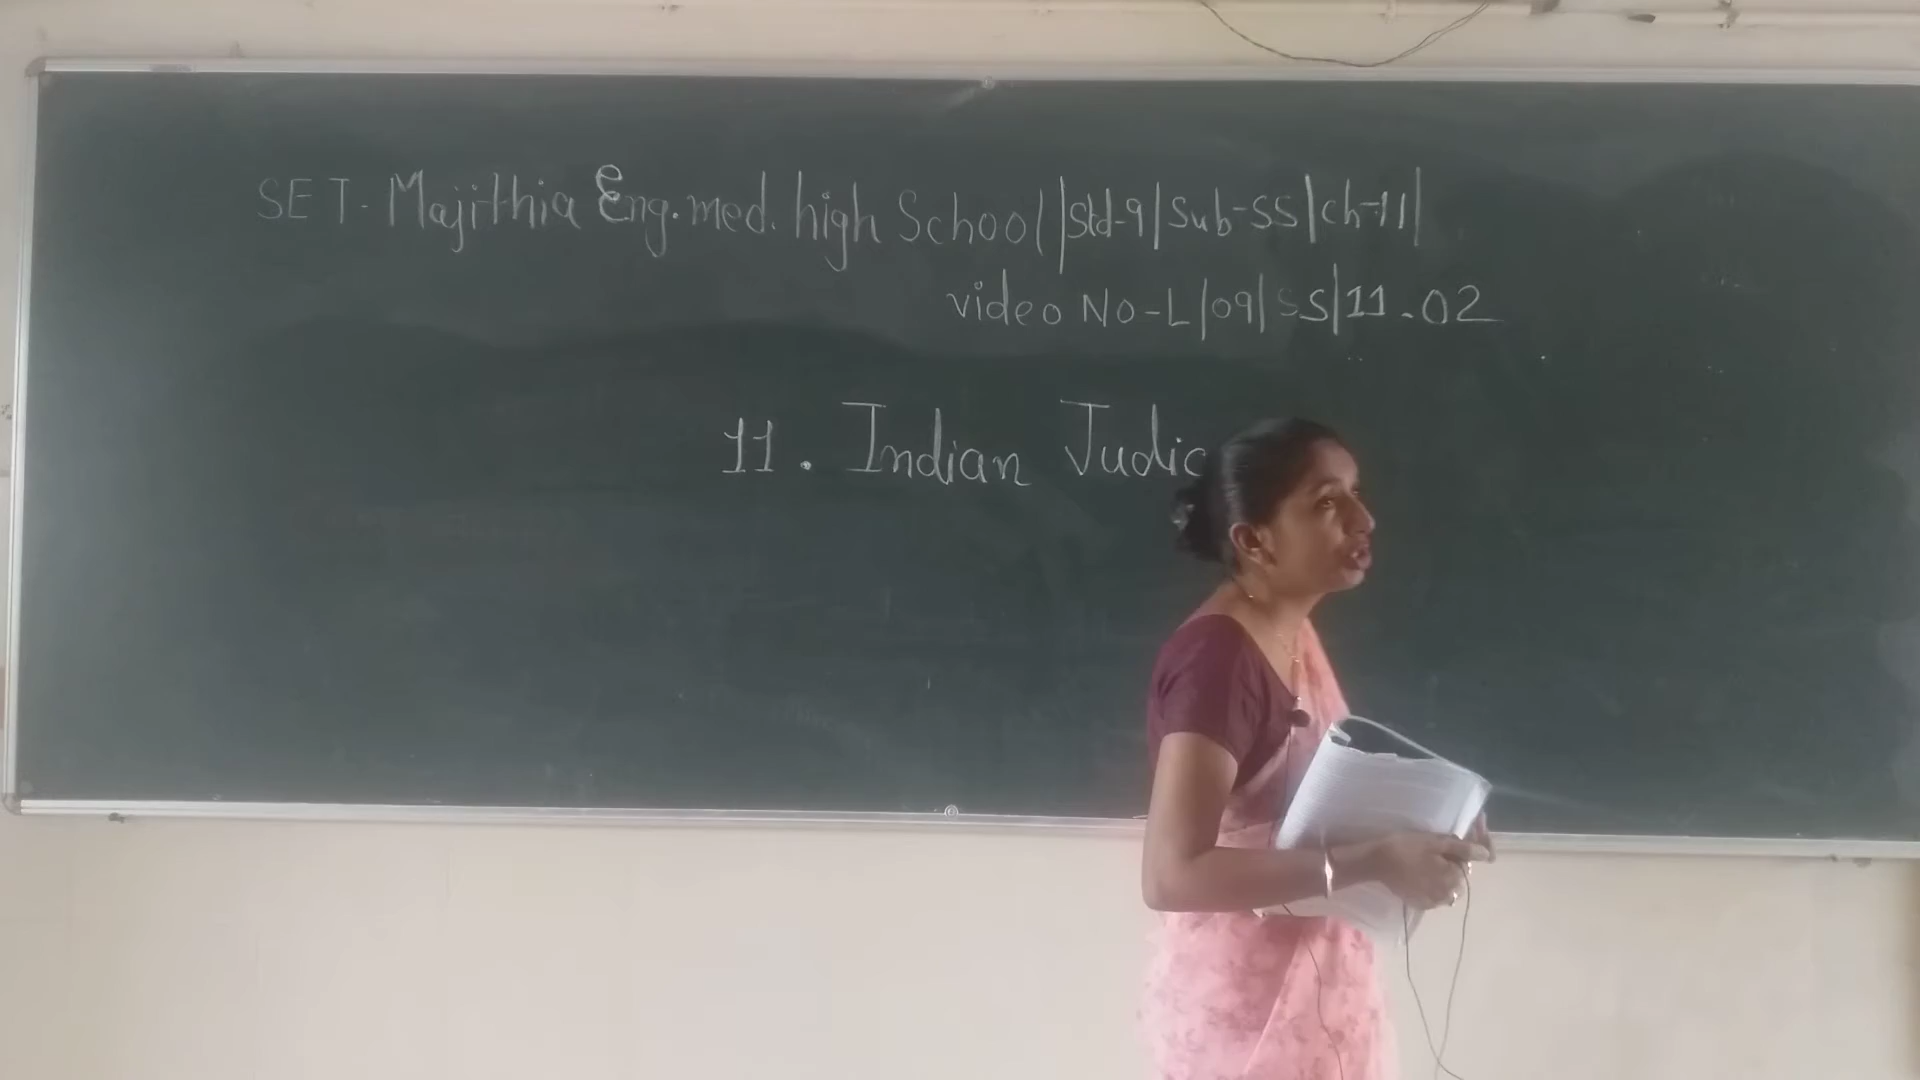 SET. Majithia Eng. med. high School | Std-9 | Sub-SS | ch-11 |
video No-L/09/SS/11.02
11. Indian Judic